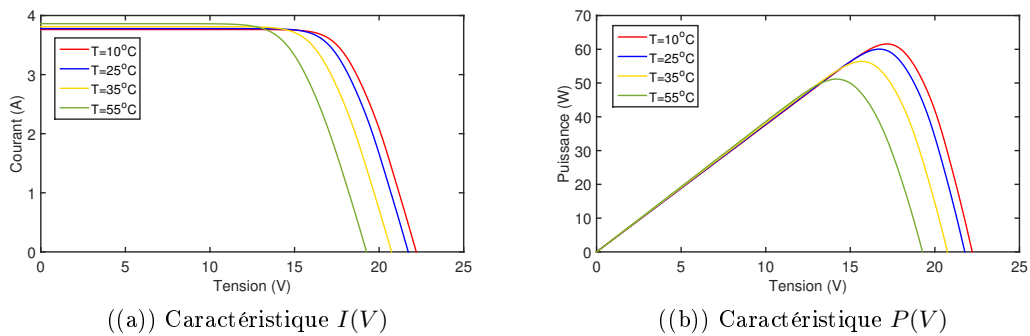 4
3
2
1
0
Courant (A)
T=10°C
T=25°C
T=35°C
T=55°C
0 5 10 15 20 25
Tension (V)
((a)) Caractéristique I(V)
70
60
50
40
30
20
10
0
Puissance (W)
T=10°C
T=25°C
T=35°C
T=55°C
0 5 10 15 20 25
Tension (V)
((b)) Caractéristique P(V)